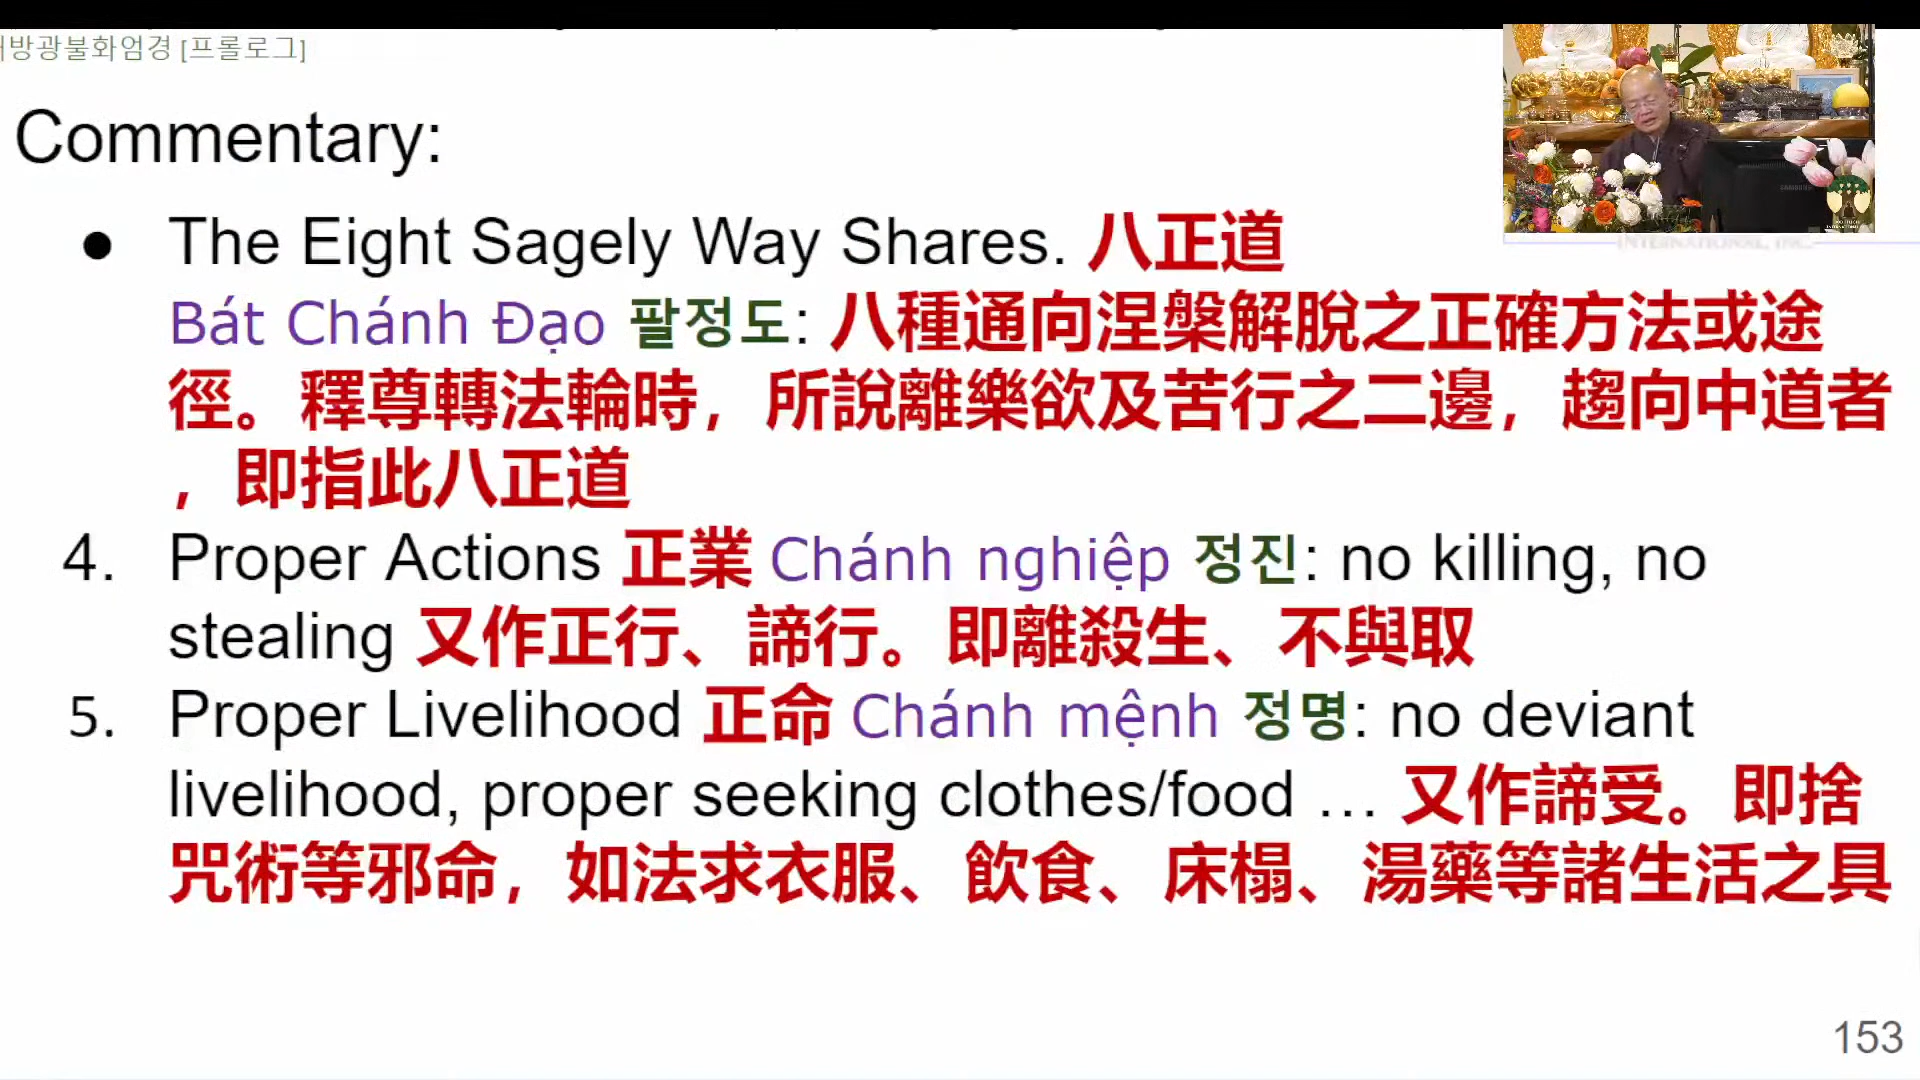 대방광불화엄경 [프롤로그]
Commentary:
● The Eight Sagely Way Shares. 八正道
Bát Chánh Đạo 팔정도: 八種通向涅槃解脫之正確方法或途
徑。釋尊轉法輪時，所說離樂欲及苦行之二邊，趨向中道者
，即指此八正道
4. Proper Actions 正業 Chánh nghiệp 정진: no killing, no
stealing 又作正行、諦行。即離殺生、不與取
5. Proper Livelihood 正命 Chánh mệnh 정명: no deviant
livelihood, proper seeking clothes/food … 又作諦受。即捨
咒術等邪命，如法求衣服、飲食、床榻、湯藥等諸生活之具
INTERNATIONAL, INC.
153